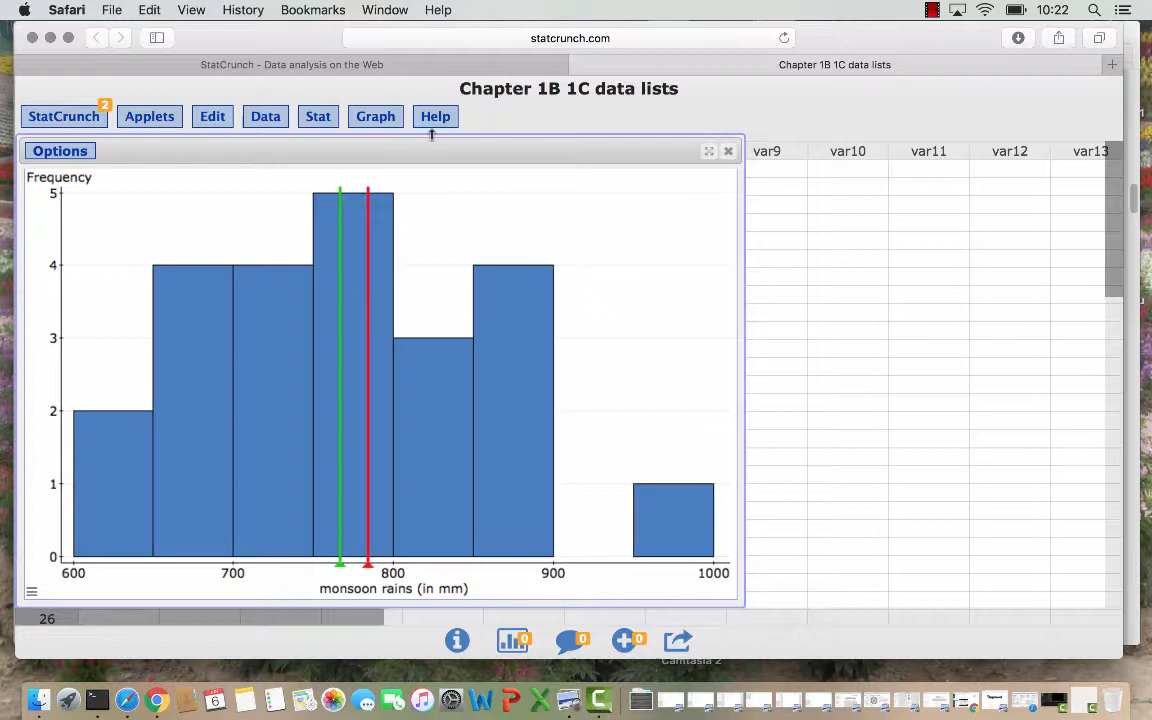 Safari File Edit View History Bookmarks Window Help 10:22
statcrunch.com
StatCrunch - Data analysis on the Web Chapter 1B 1C data lists
Chapter 1B 1C data lists
StatCrunch 2 Applets Edit Data Stat Graph Help
Options var9 var10 var11 var12 var13
Frequency
5
4
3
2
1
0
600 700 800 900 1000
monsoon rains (in mm)
26
0 0 0
Camtasia 2